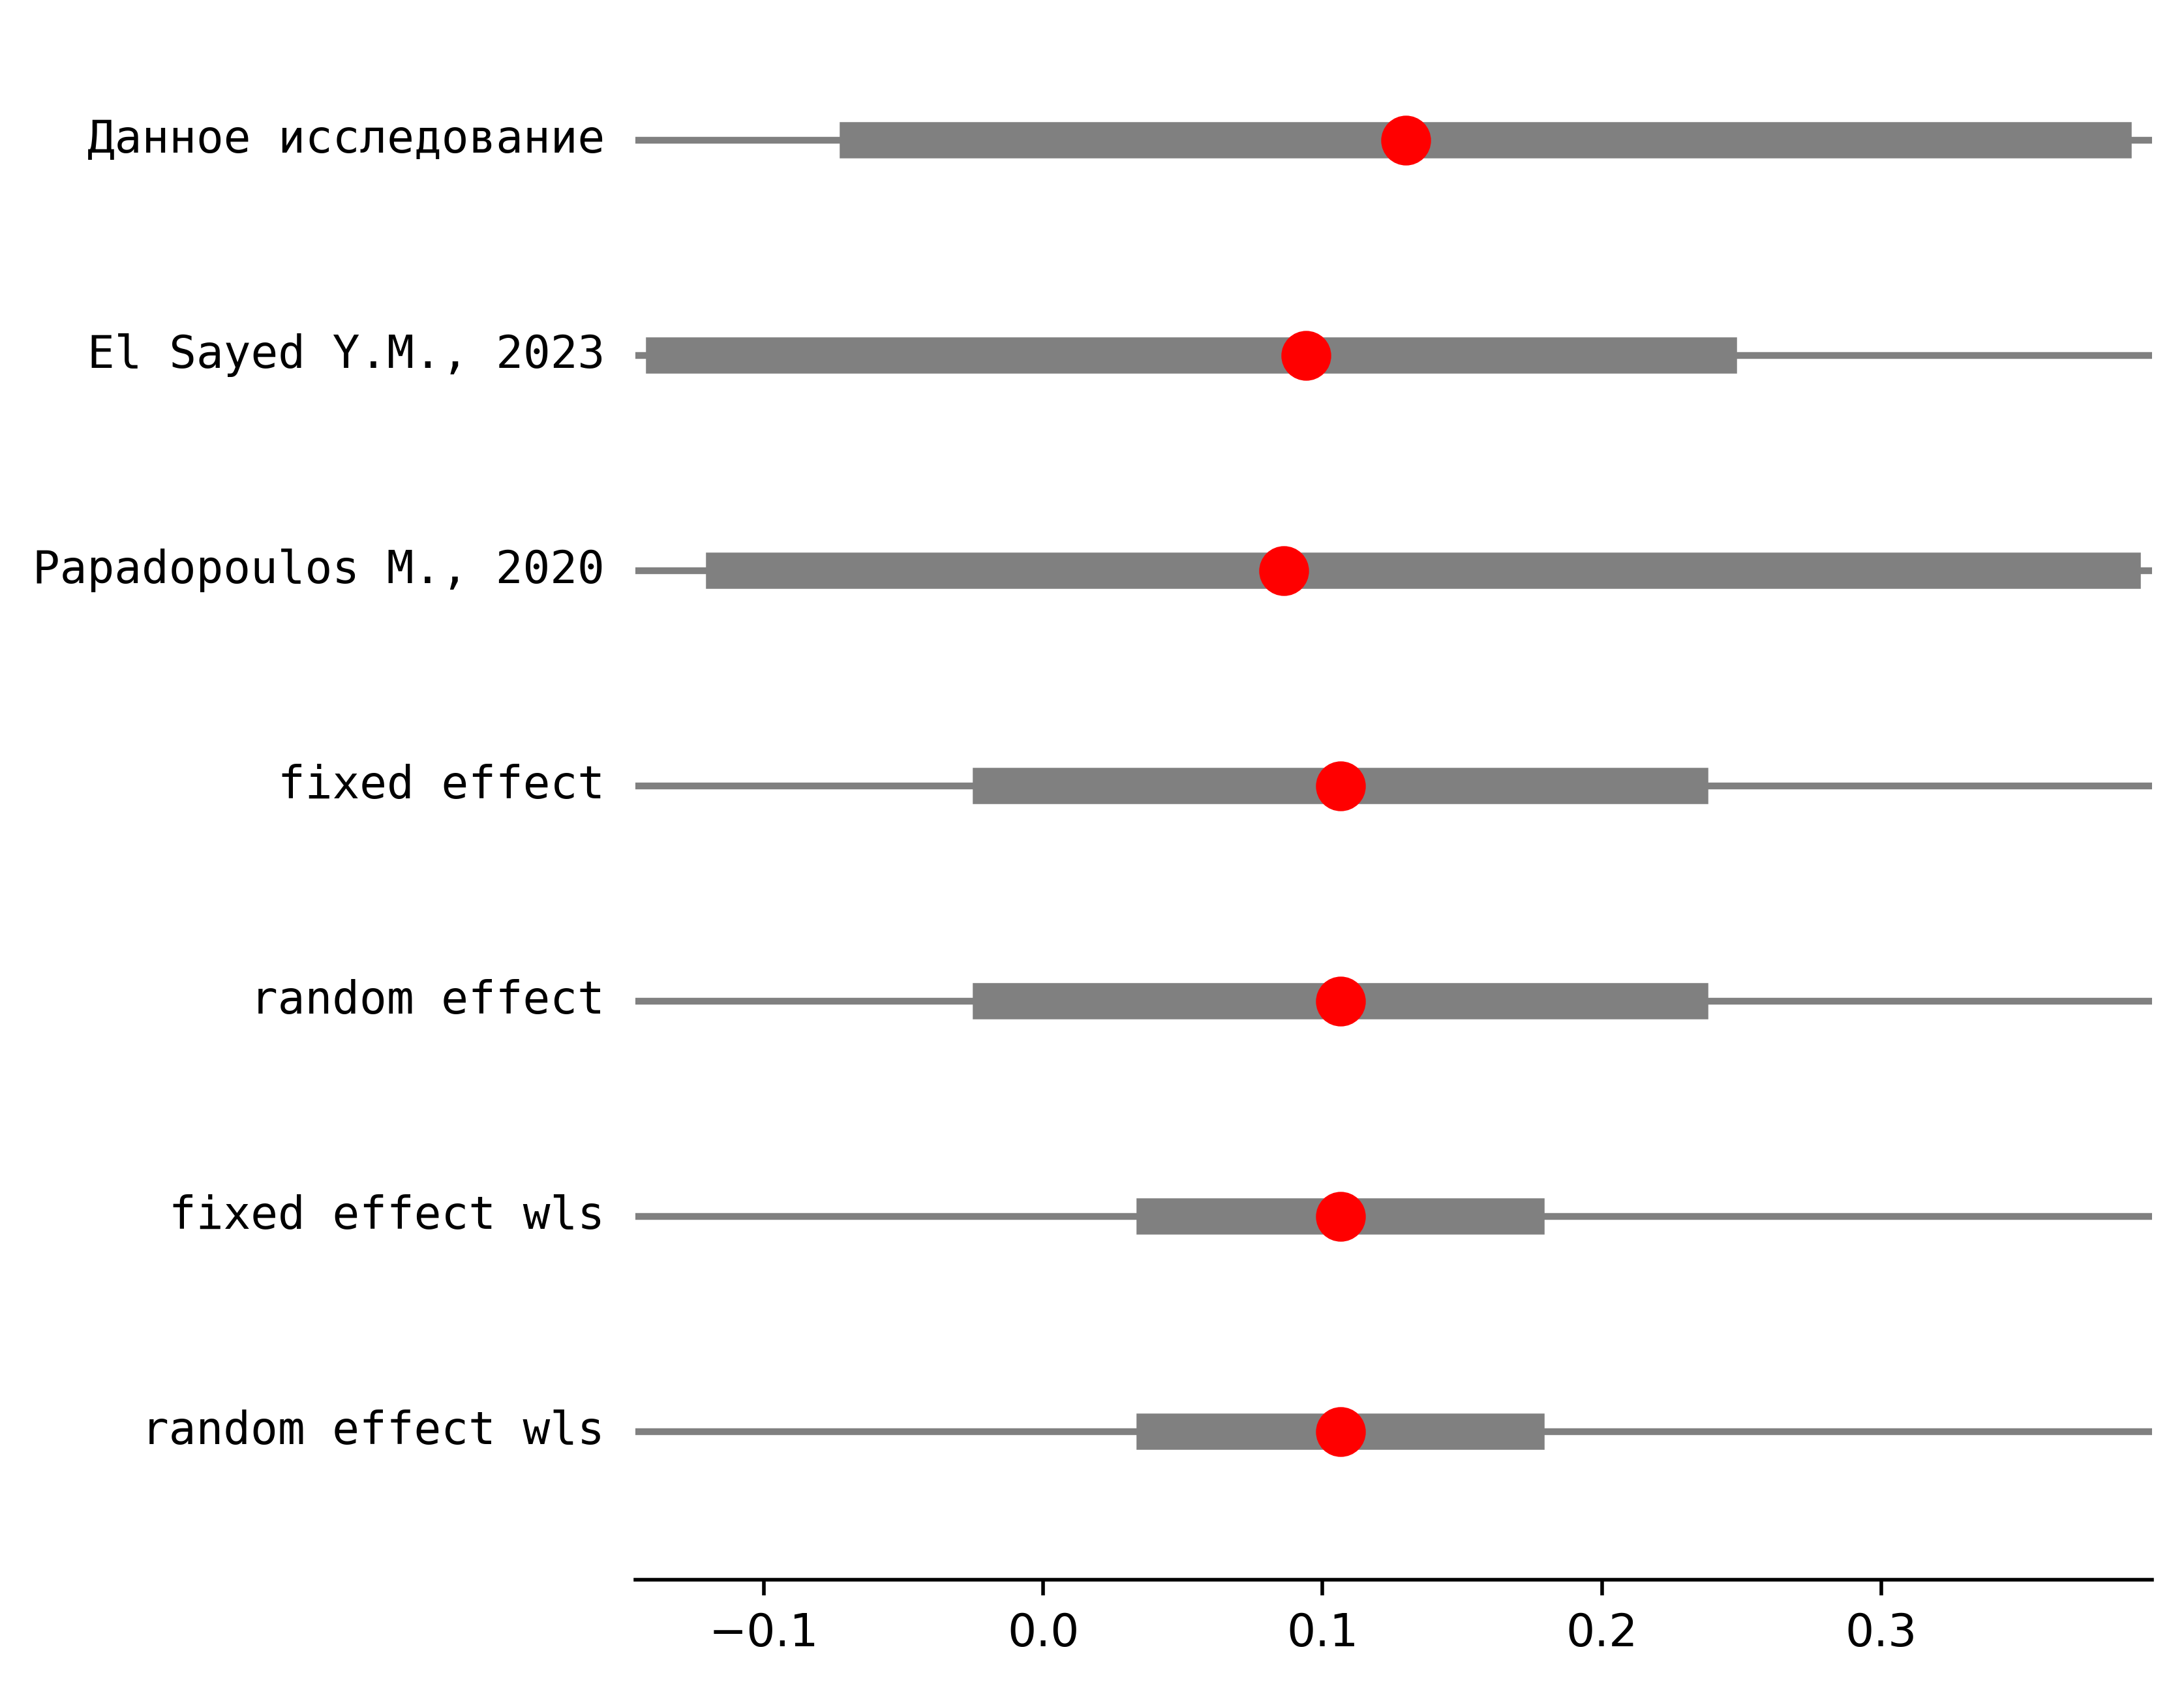 Данное исследование
El Sayed Y.M., 2023
Papadopoulos M., 2020
fixed effect
random effect
fixed effect wls
random effect wls
−0.1 0.0 0.1 0.2 0.3